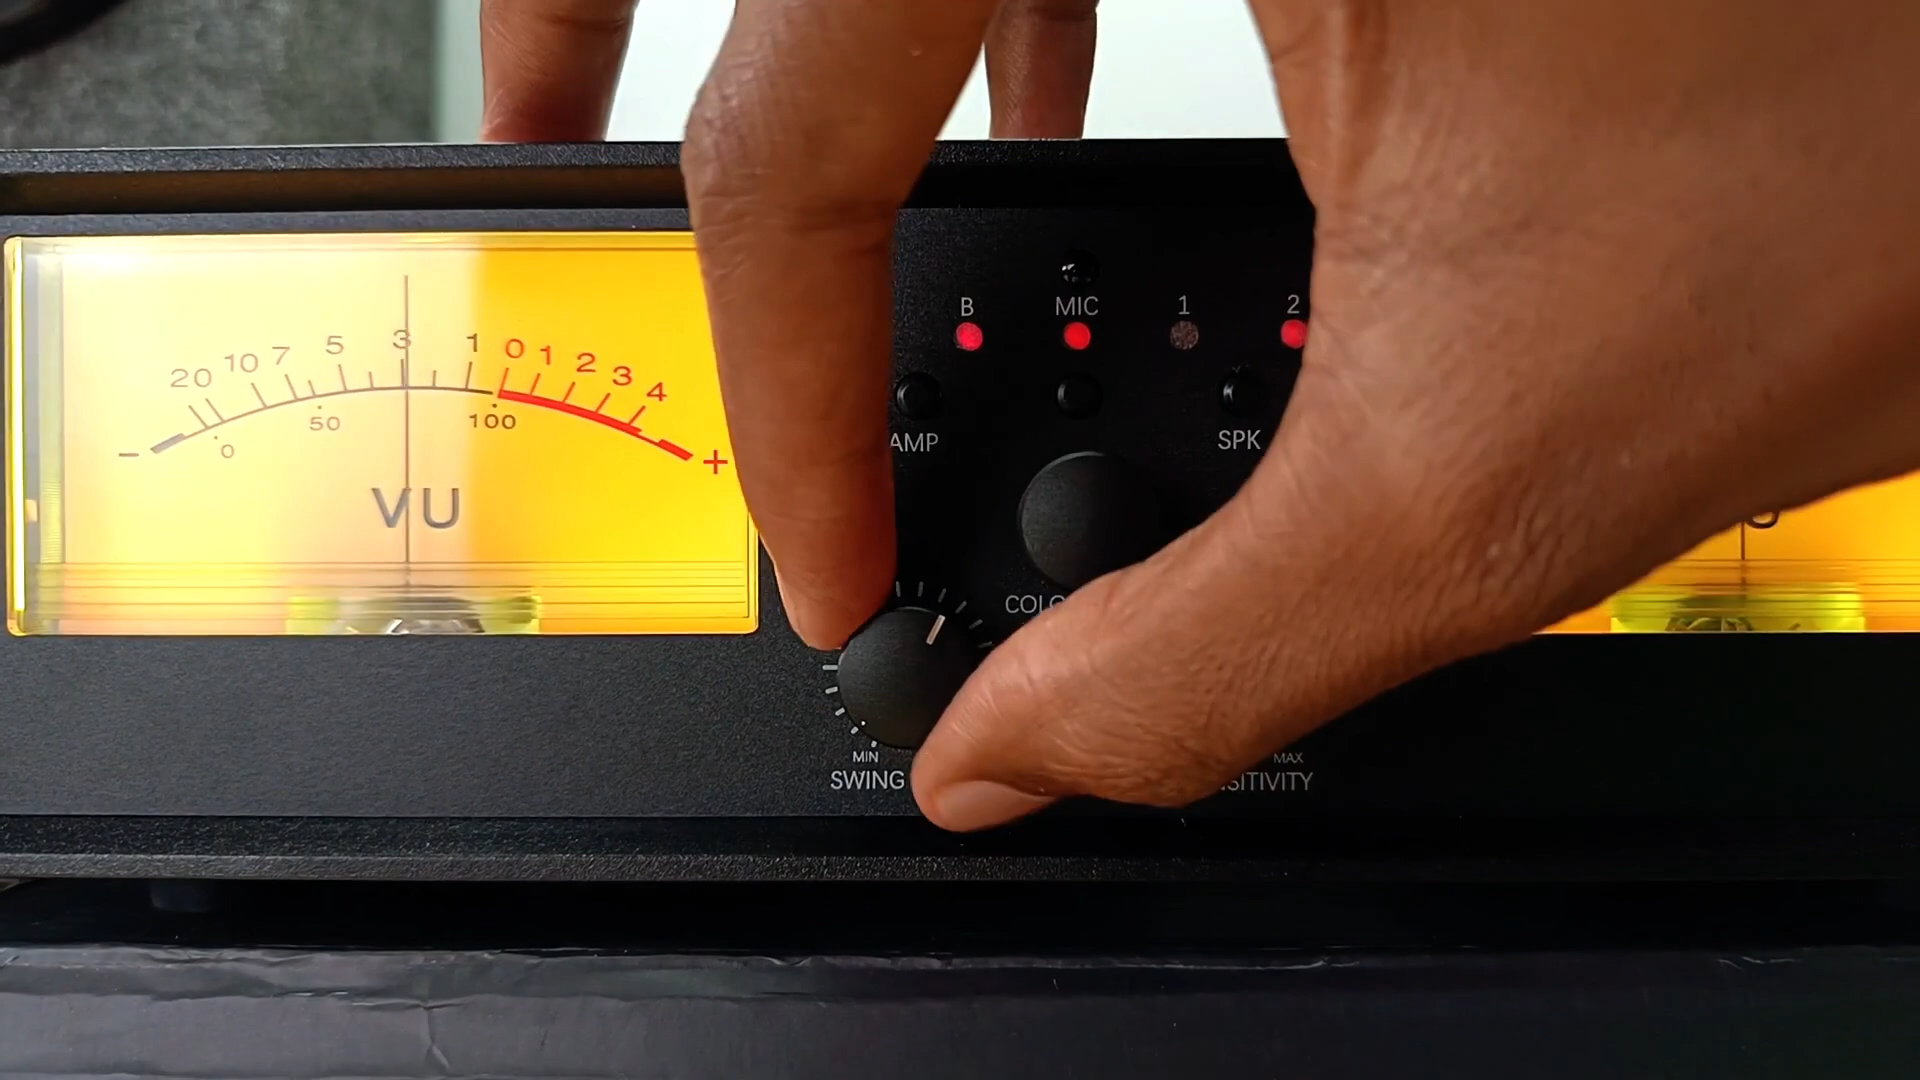 20 10 7 5 3 1 0 1 2 3 4
0 50 100
- +
VU
B MIC 1 2
AMP SPK
MIN MAX
SWING